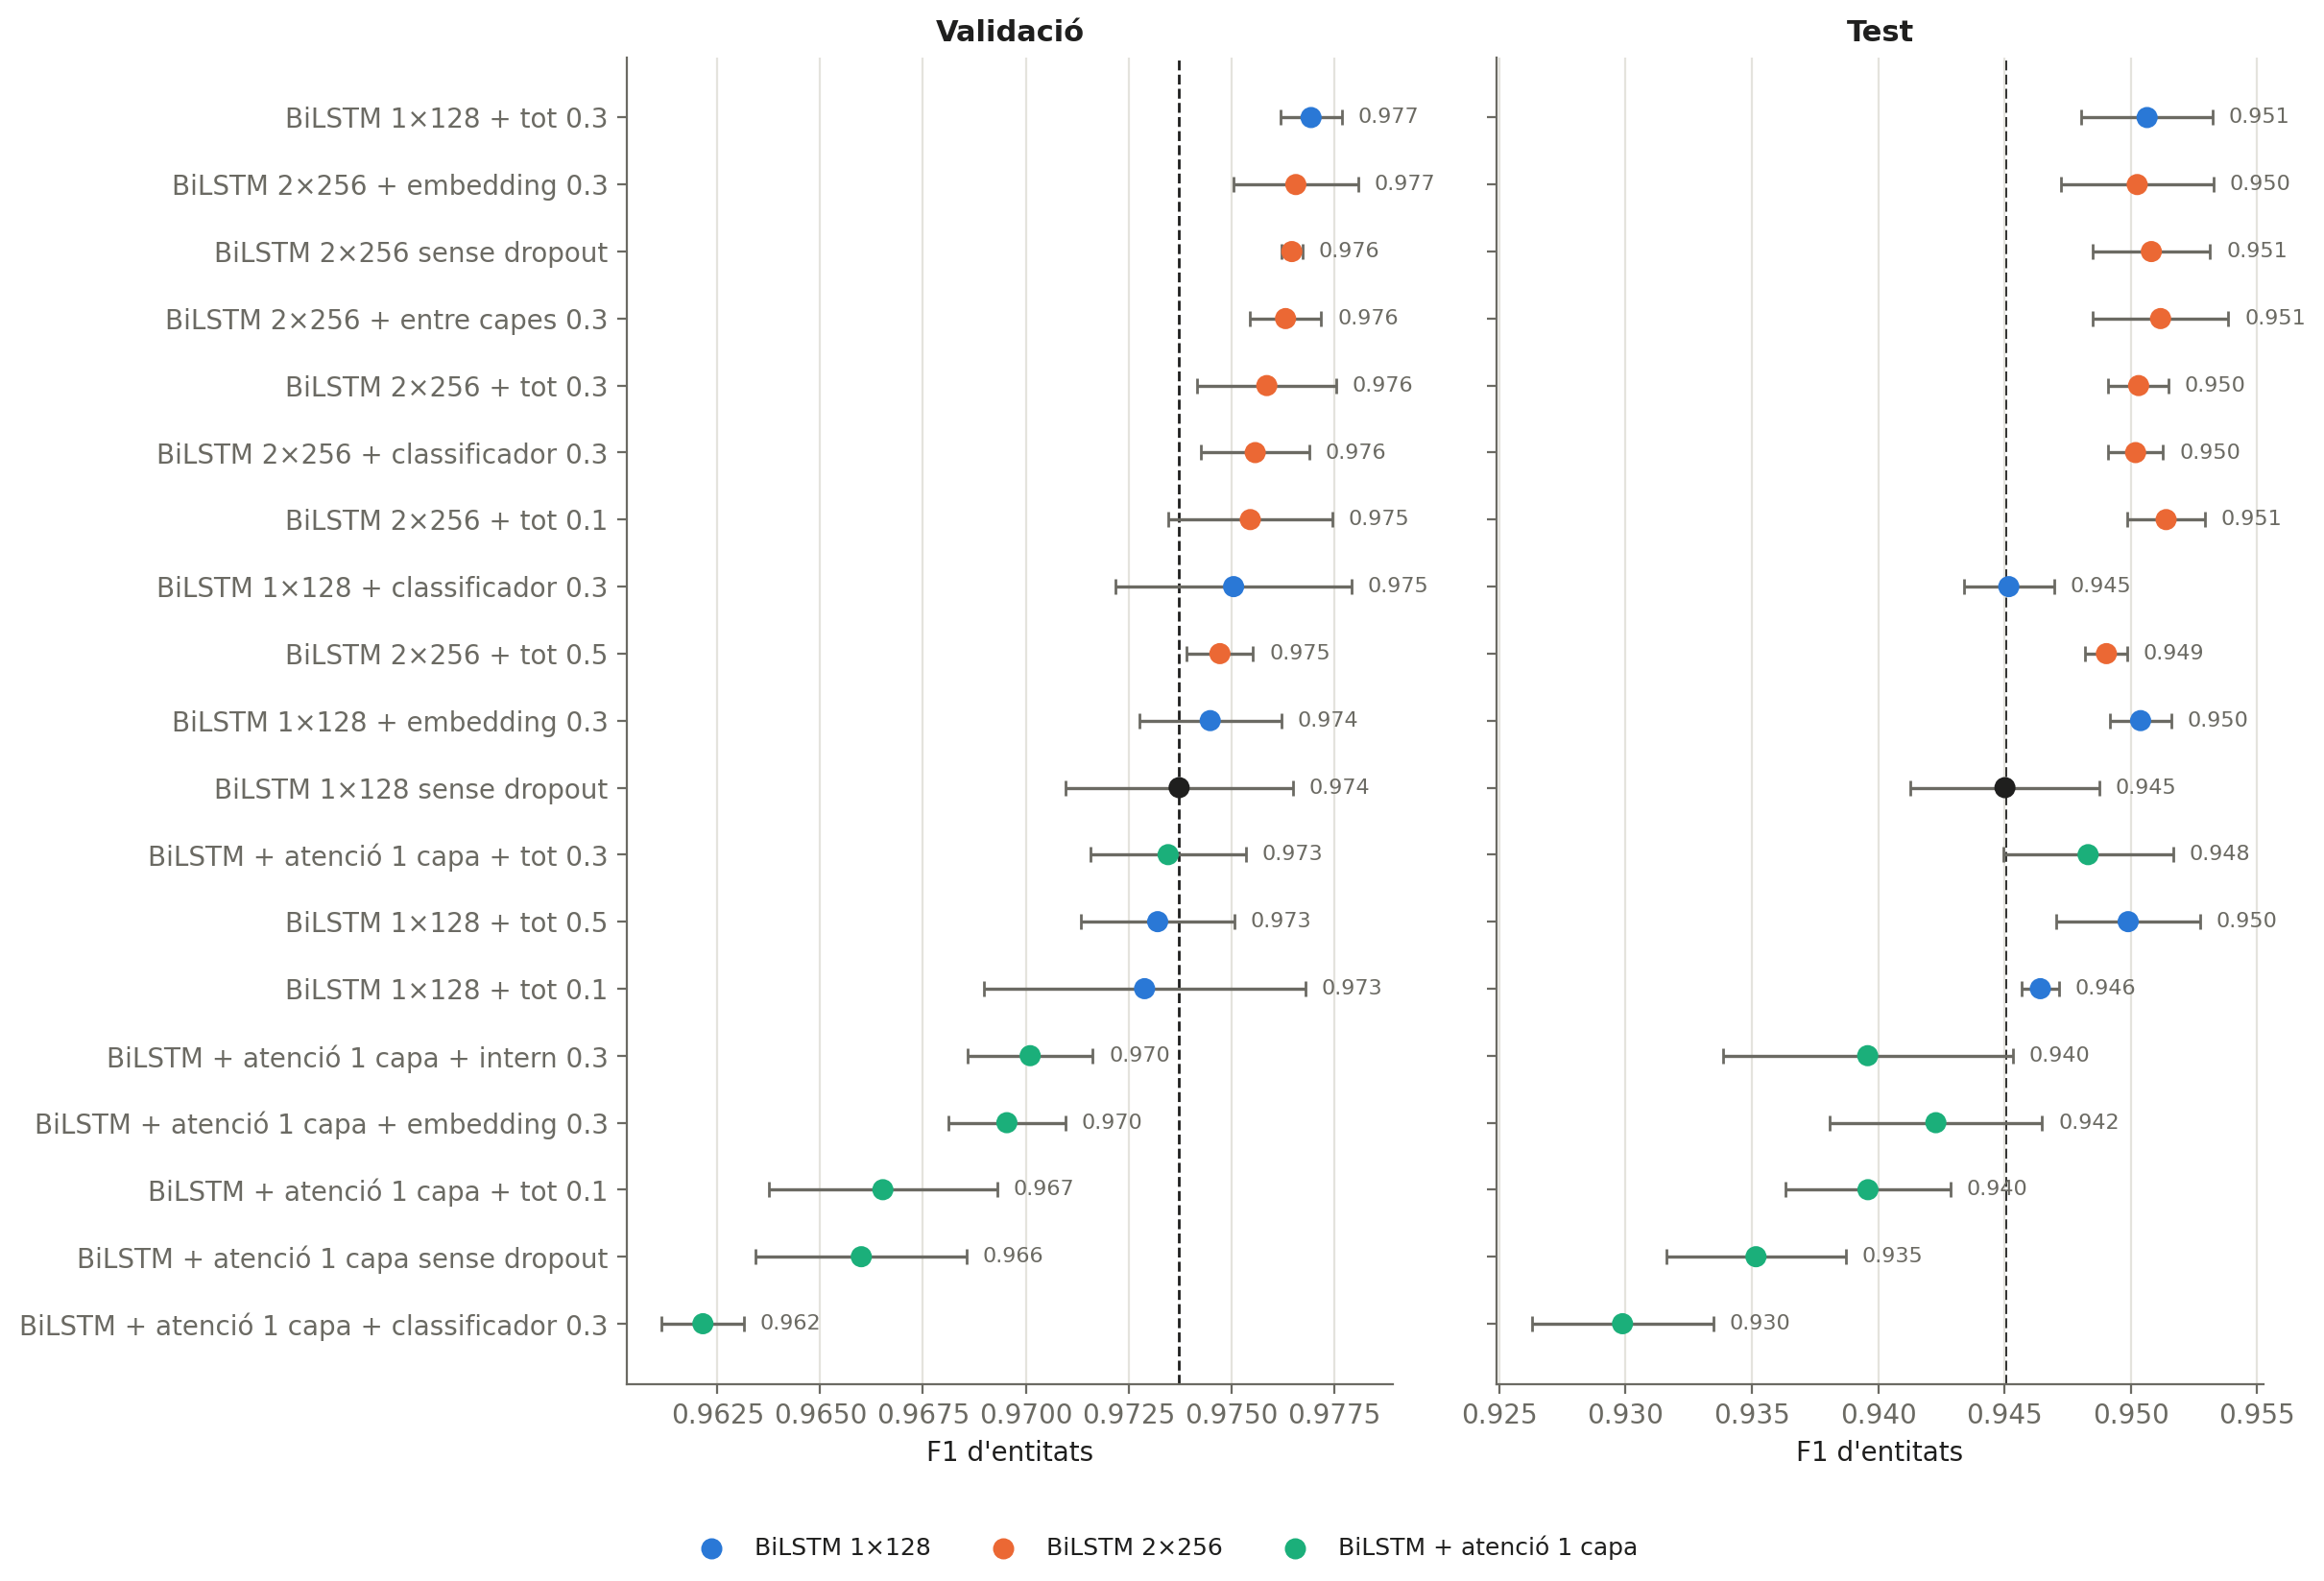 Validació Test
BiLSTM 1×128 + tot 0.3 0.977 0.951
BiLSTM 2×256 + embedding 0.3 0.977 0.950
BiLSTM 2×256 sense dropout 0.976 0.951
BiLSTM 2×256 + entre capes 0.3 0.976 0.951
BiLSTM 2×256 + tot 0.3 0.976 0.950
BiLSTM 2×256 + classificador 0.3 0.976 0.950
BiLSTM 2×256 + tot 0.1 0.975 0.951
BiLSTM 1×128 + classificador 0.3 0.975 0.945
BiLSTM 2×256 + tot 0.5 0.975 0.949
BiLSTM 1×128 + embedding 0.3 0.974 0.950
BiLSTM 1×128 sense dropout 0.974 0.945
BiLSTM + atenció 1 capa + tot 0.3 0.973 0.948
BiLSTM 1×128 + tot 0.5 0.973 0.950
BiLSTM 1×128 + tot 0.1 0.973 0.946
BiLSTM + atenció 1 capa + intern 0.3 0.970 0.940
BiLSTM + atenció 1 capa + embedding 0.3 0.970 0.942
BiLSTM + atenció 1 capa + tot 0.1 0.967 0.940
BiLSTM + atenció 1 capa sense dropout 0.966 0.935
BiLSTM + atenció 1 capa + classificador 0.3 0.962 0.930
0.9625 0.9650 0.9675 0.9700 0.9725 0.9750 0.9775 0.925 0.930 0.935 0.940 0.945 0.950 0.955
F1 d'entitats F1 d'entitats
BiLSTM 1×128 BiLSTM 2×256 BiLSTM + atenció 1 capa